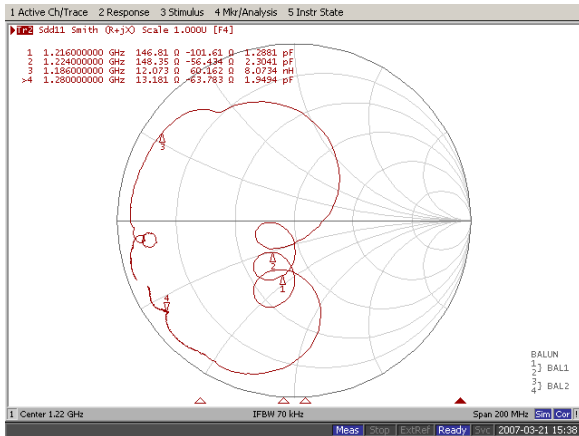 1 Active Ch/Trace 2 Response 3 Stimulus 4 Mkr/Analysis 5 Instr State
Tr2 Sdd11 Smith (R+jX) Scale 1.000U [F4]
1 1.216000000 GHz 146.81 Ω -101.61 Ω 1.2881 pF
2 1.224000000 GHz 148.35 Ω -56.434 Ω 2.3041 pF
3 1.186000000 GHz 12.073 Ω 60.162 Ω 8.0734 nH
>4 1.280000000 GHz 13.181 Ω -63.783 Ω 1.9494 pF
3
2
1
4
BALUN
1
2] BAL1
3
4] BAL2
1 Center 1.22 GHz IFBW 70 kHz Span 200 MHz Sim Cor !
Meas Stop ExtRef Ready Svc 2007-03-21 15:38